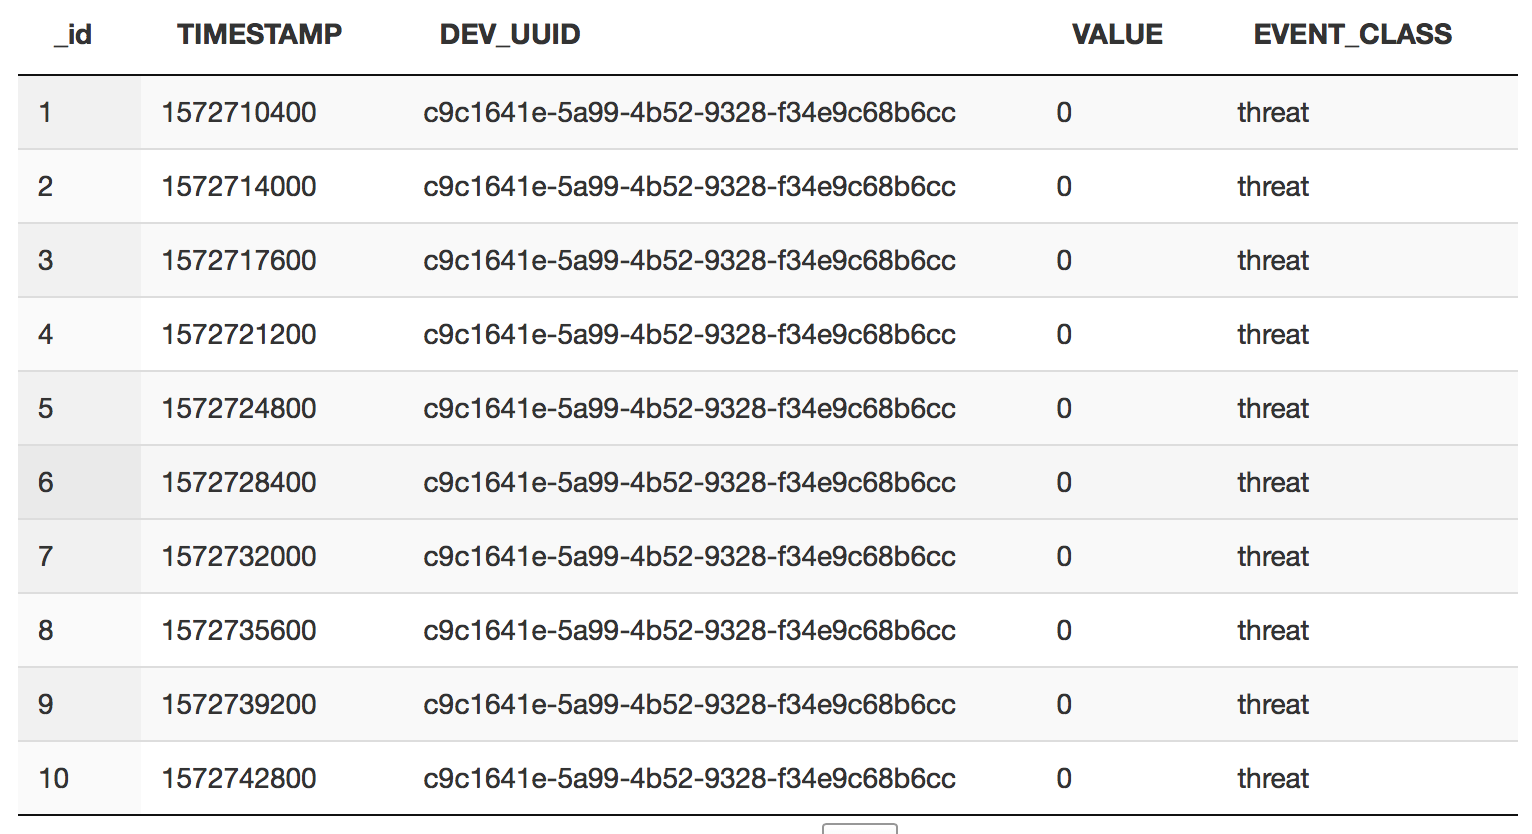 _id TIMESTAMP DEV_UUID VALUE EVENT_CLASS
1 1572710400 c9c1641e-5a99-4b52-9328-f34e9c68b6cc 0 threat
2 1572714000 c9c1641e-5a99-4b52-9328-f34e9c68b6cc 0 threat
3 1572717600 c9c1641e-5a99-4b52-9328-f34e9c68b6cc 0 threat
4 1572721200 c9c1641e-5a99-4b52-9328-f34e9c68b6cc 0 threat
5 1572724800 c9c1641e-5a99-4b52-9328-f34e9c68b6cc 0 threat
6 1572728400 c9c1641e-5a99-4b52-9328-f34e9c68b6cc 0 threat
7 1572732000 c9c1641e-5a99-4b52-9328-f34e9c68b6cc 0 threat
8 1572735600 c9c1641e-5a99-4b52-9328-f34e9c68b6cc 0 threat
9 1572739200 c9c1641e-5a99-4b52-9328-f34e9c68b6cc 0 threat
10 1572742800 c9c1641e-5a99-4b52-9328-f34e9c68b6cc 0 threat